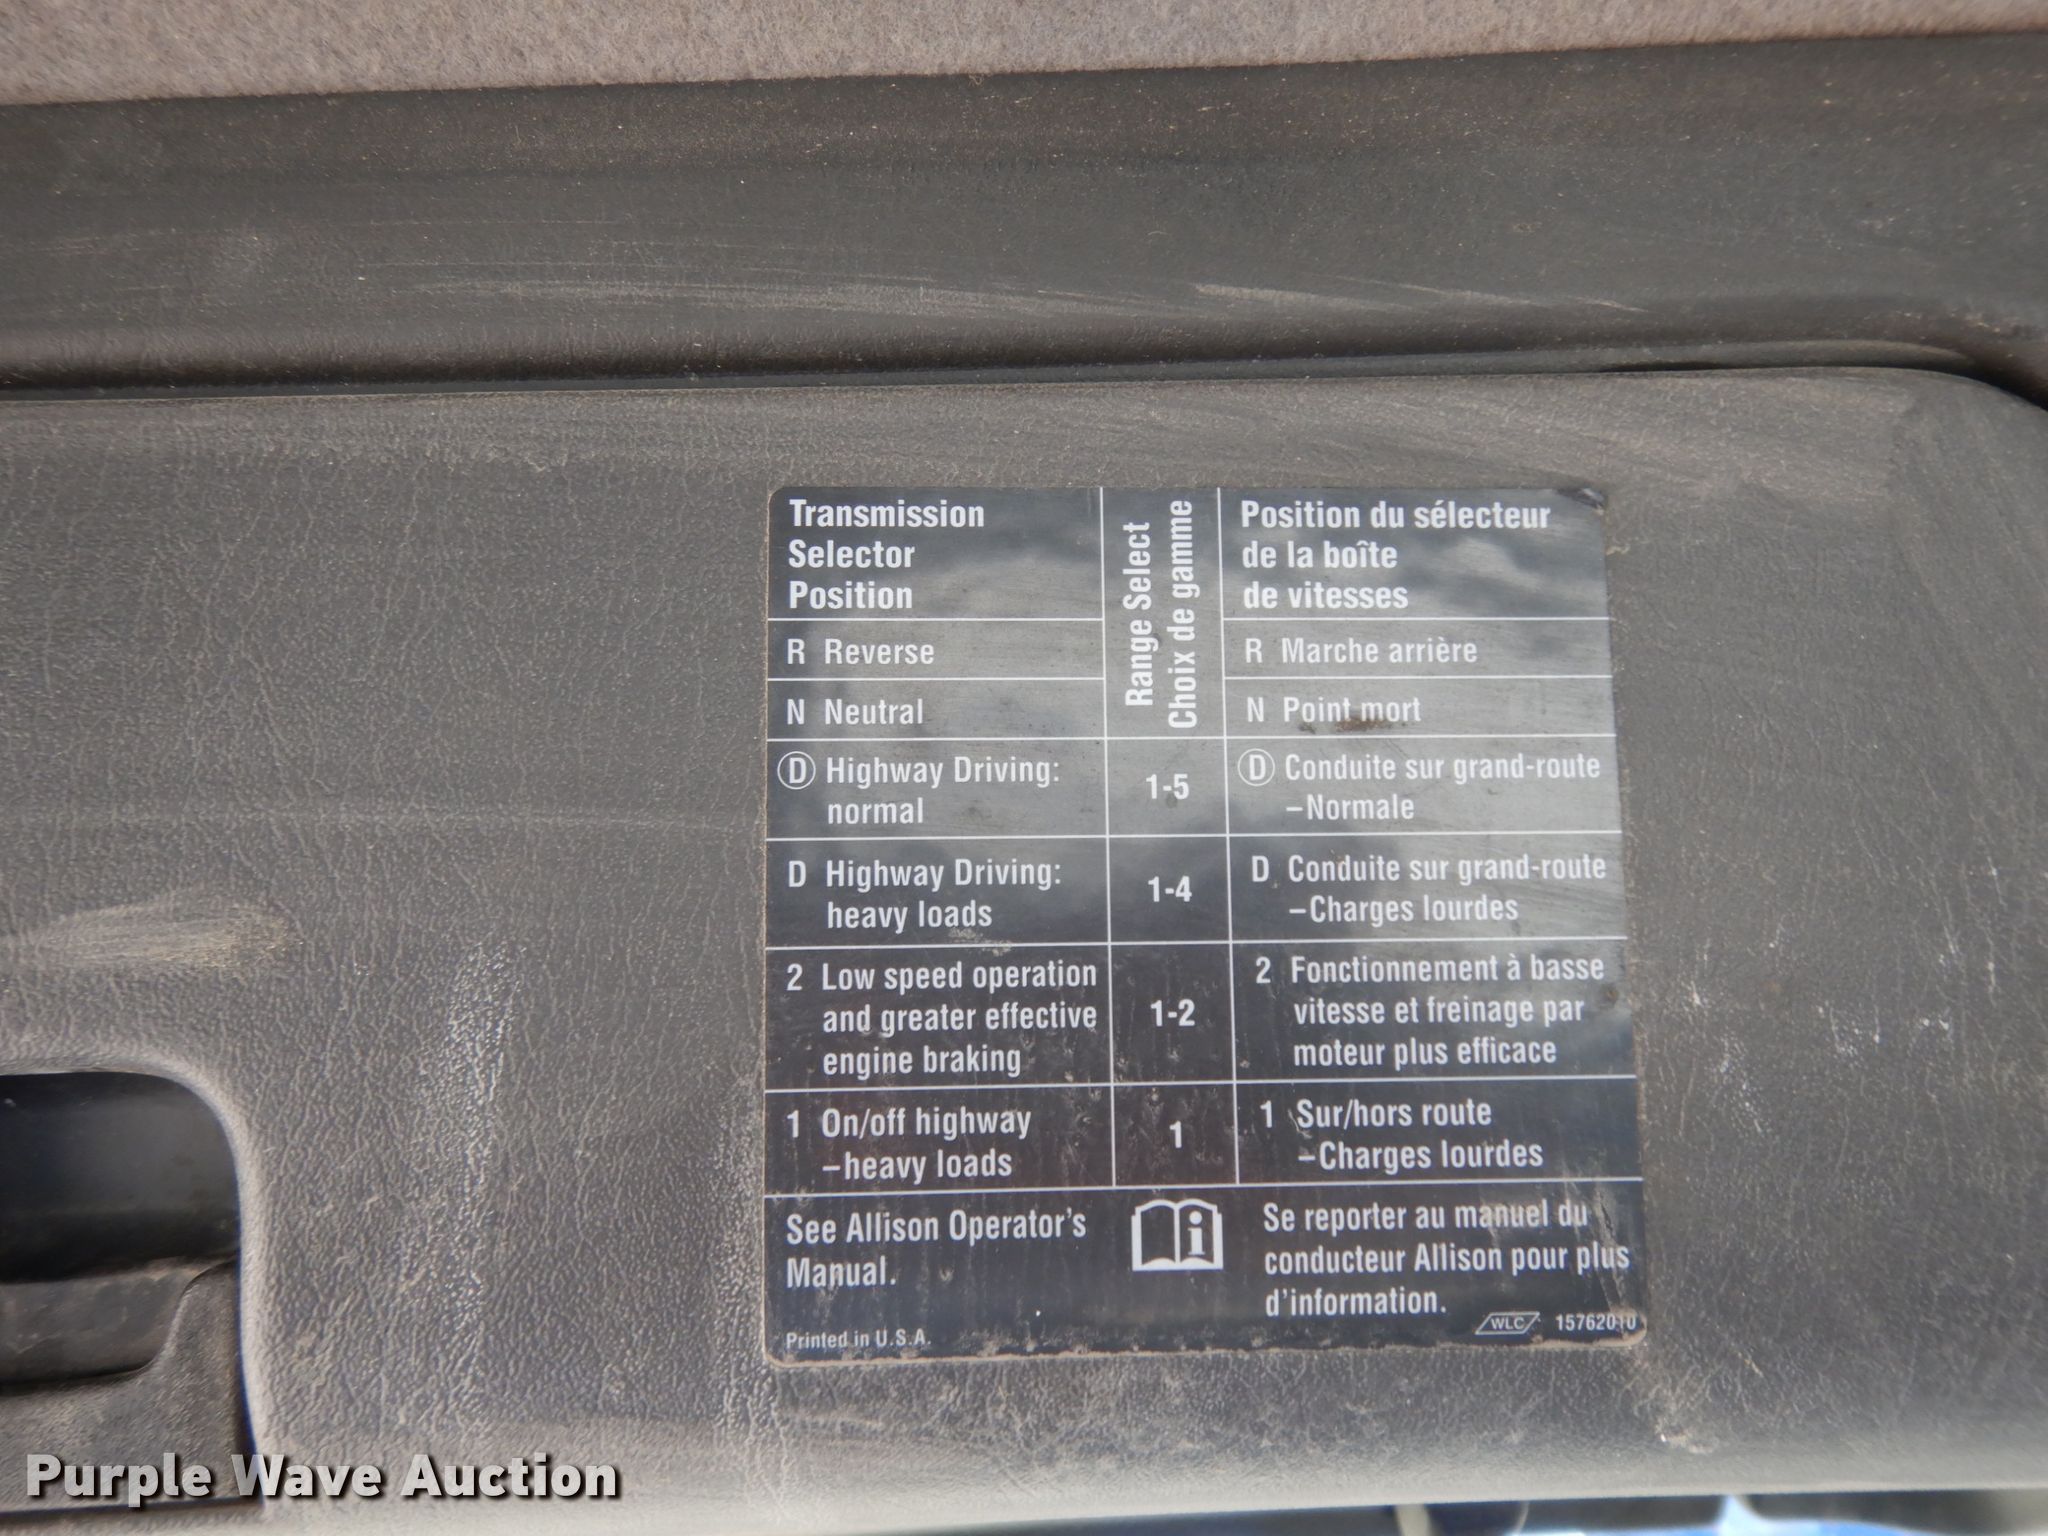 Transmission
Selector
Position
Range Select
Choix de gamme
Position du sélecteur
de la boîte
de vitesses
R Reverse
R Marche arrière
N Neutral
N Point mort
Ⓓ Highway Driving:
normal
1-5
Ⓓ Conduite sur grand-route
–Normale
D Highway Driving:
heavy loads
1-4
D Conduite sur grand-route
–Charges lourdes
2 Low speed operation
and greater effective
engine braking
1-2
2 Fonctionnement à basse
vitesse et freinage par
moteur plus efficace
1 On/off highway
–heavy loads
1
1 Sur/hors route
–Charges lourdes
See Allison Operator's
Manual.
i
Se reporter au manuel du
conducteur Allison pour plus
d'information.
Printed in U.S.A.
WLC 15762010
Purple Wave Auction